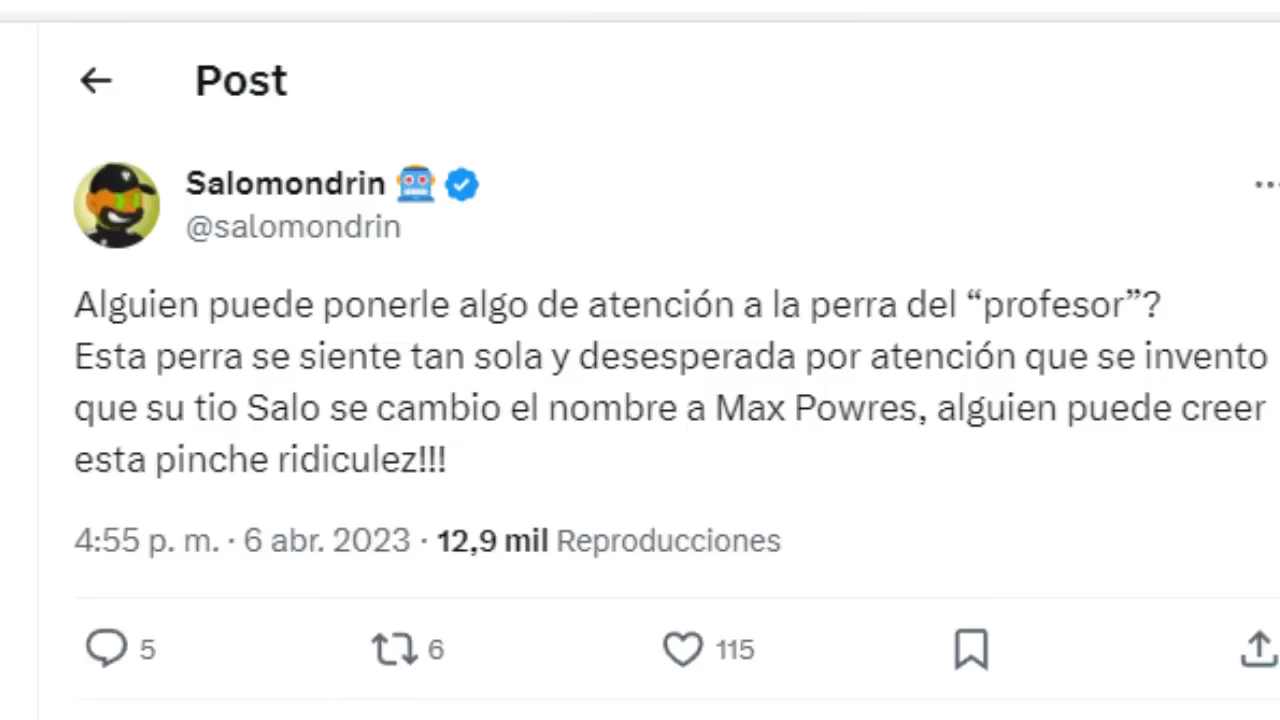 Post
Salomondrin
@salomondrin
Alguien puede ponerle algo de atención a la perra del “profesor”?
Esta perra se siente tan sola y desesperada por atención que se invento
que su tio Salo se cambio el nombre a Max Powres, alguien puede creer
esta pinche ridiculez!!!
4:55 p. m. · 6 abr. 2023 · 12,9 mil Reproducciones
5 6 115